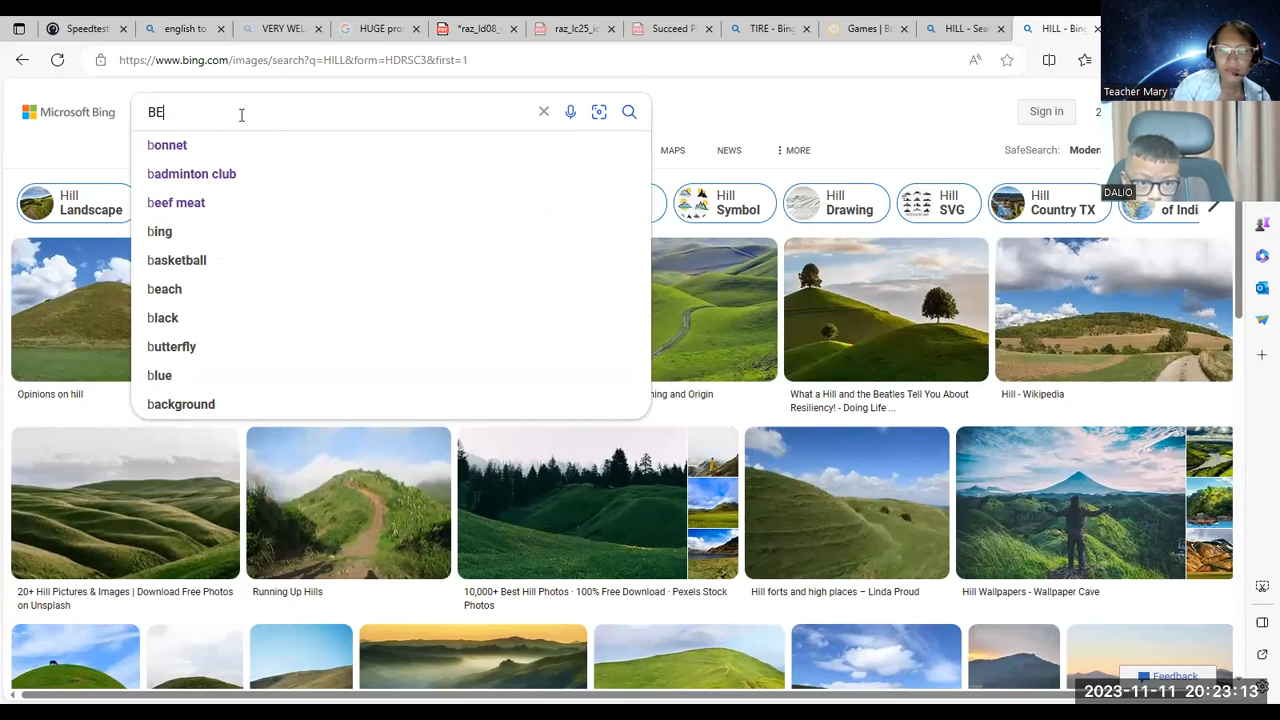 Speedtest
english to
VERY WEL
HUGE pro
*raz_ld08_
raz_lc25_ic
Succeed P
TIRE - Bing
Games | Ba
HILL - Sear
HILL - Bing
https://www.bing.com/images/search?q=HILL&form=HDRSC3&first=1
Teacher Mary
DALIO
Microsoft Bing
BE
Sign in
2
MAPS
NEWS
MORE
SafeSearch: Moder
bonnet
badminton club
beef meat
bing
basketball
beach
black
butterfly
blue
background
Hill
Landscape
Hill
Symbol
Hill
Drawing
Hill
SVG
Hill
Country TX
of India
Opinions on hill
ning and Origin
What a Hill and the Beatles Tell You About
Resiliency! - Doing Life ...
Hill - Wikipedia
20+ Hill Pictures & Images | Download Free Photos
on Unsplash
Running Up Hills
10,000+ Best Hill Photos · 100% Free Download · Pexels Stock
Photos
Hill forts and high places – Linda Proud
Hill Wallpapers - Wallpaper Cave
Feedback
2023-11-11 20:23:13